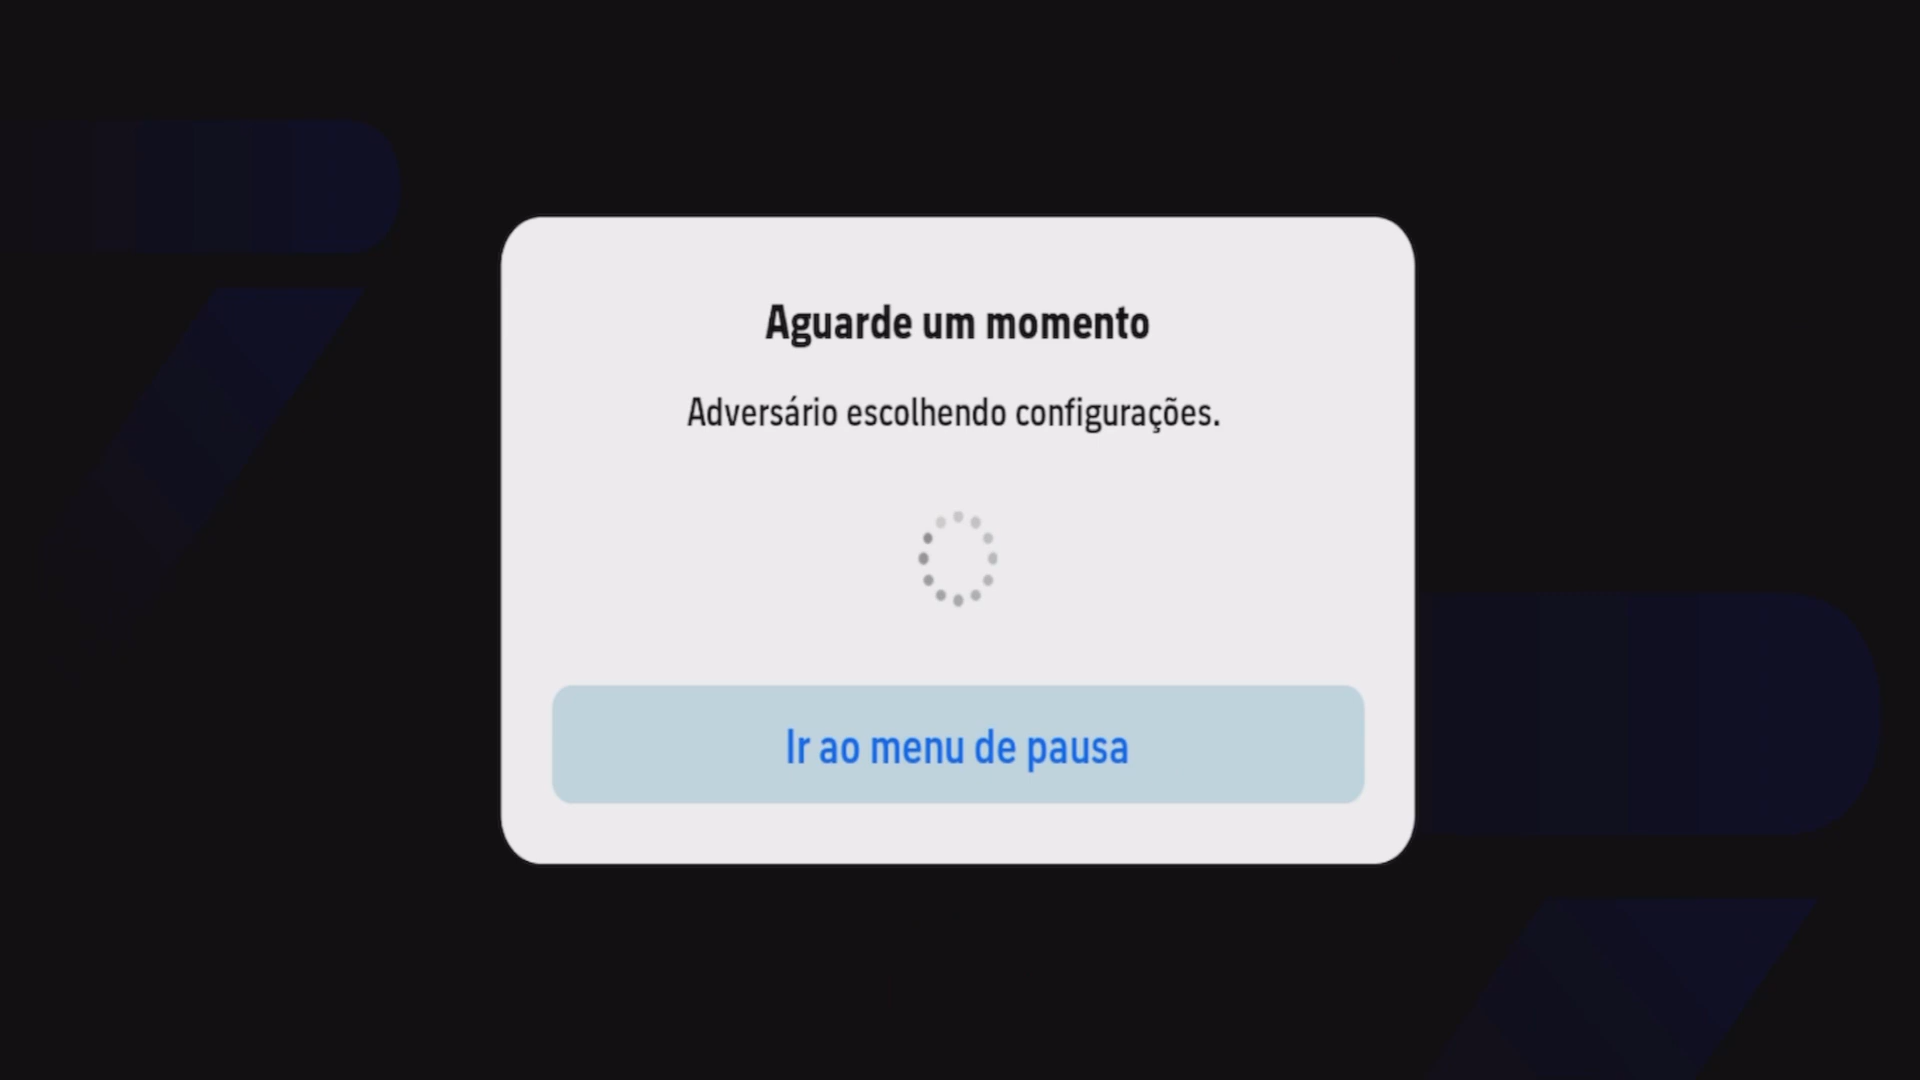 Aguarde um momento
Adversário escolhendo configurações.
Ir ao menu de pausa